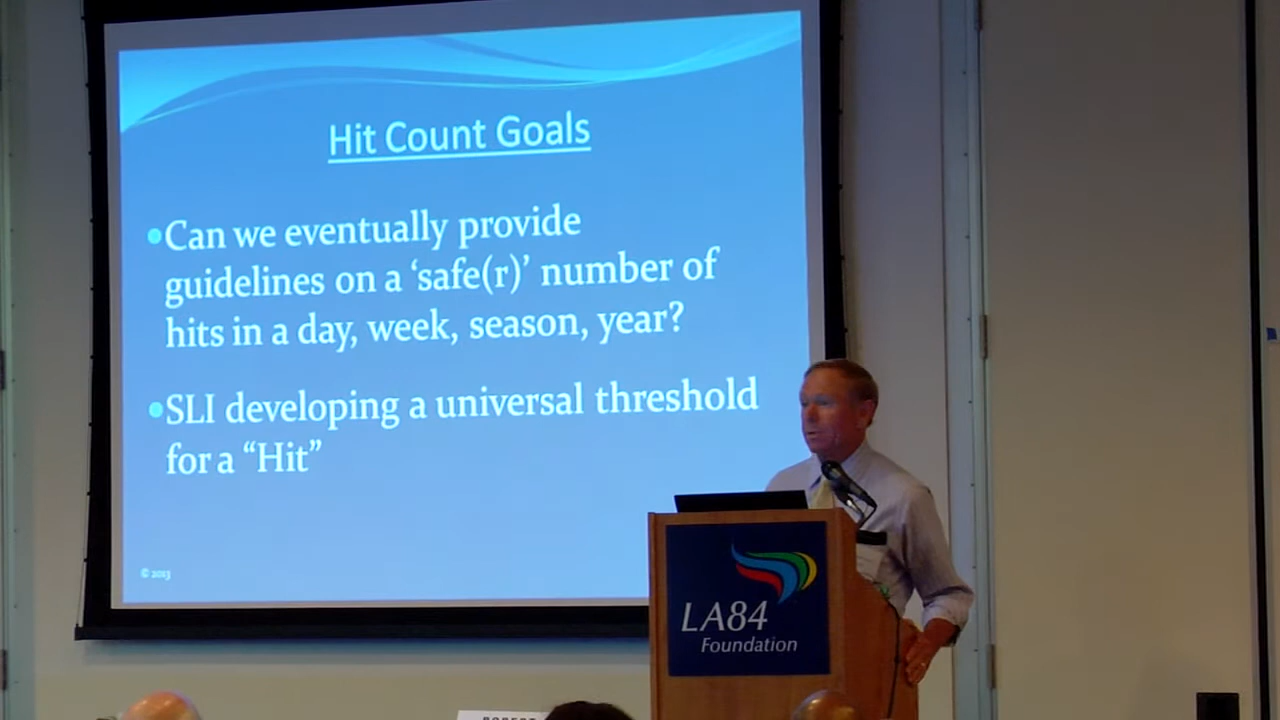 Hit Count Goals
•Can we eventually provide
guidelines on a ‘safe(r)’ number of
hits in a day, week, season, year?
•SLI developing a universal threshold
for a “Hit”
© 2013
LA84
Foundation